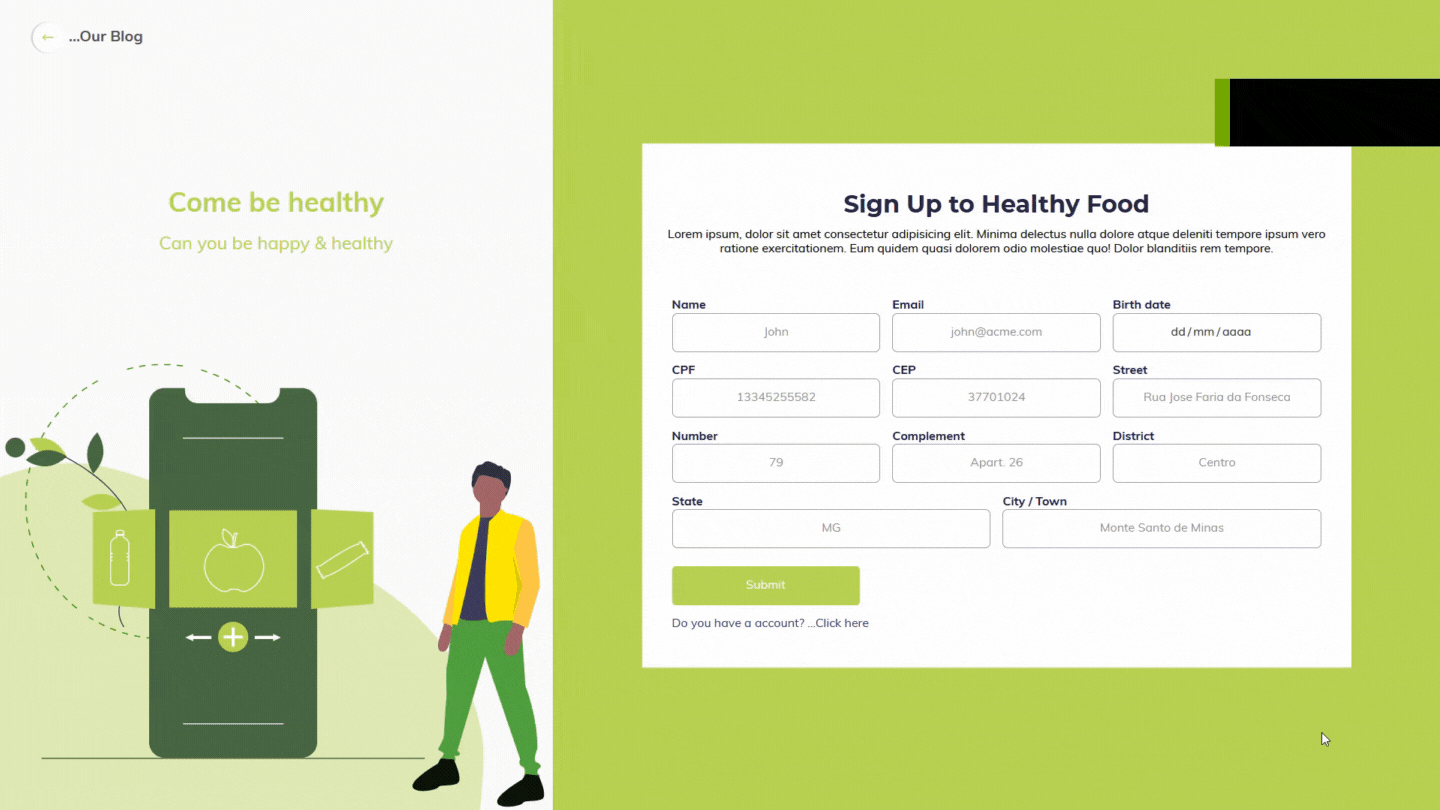 ...Our Blog
Come be healthy
Can you be happy & healthy
Sign Up to Healthy Food
Lorem ipsum, dolor sit amet consectetur adipisicing elit. Minima delectus nulla dolore atque deleniti tempore ipsum vero
ratione exercitationem. Eum quidem quasi dolorem odio molestiae quo! Dolor blanditiis rem tempore.
Name
Email
Birth date
John
john@acme.com
dd/mm/aaaa
CPF
CEP
Street
13345255582
37701024
Rua Jose Faria da Fonseca
Number
Complement
District
79
Apart. 26
Centro
State
City / Town
MG
Monte Santo de Minas
Submit
Do you have a account? ...Click here